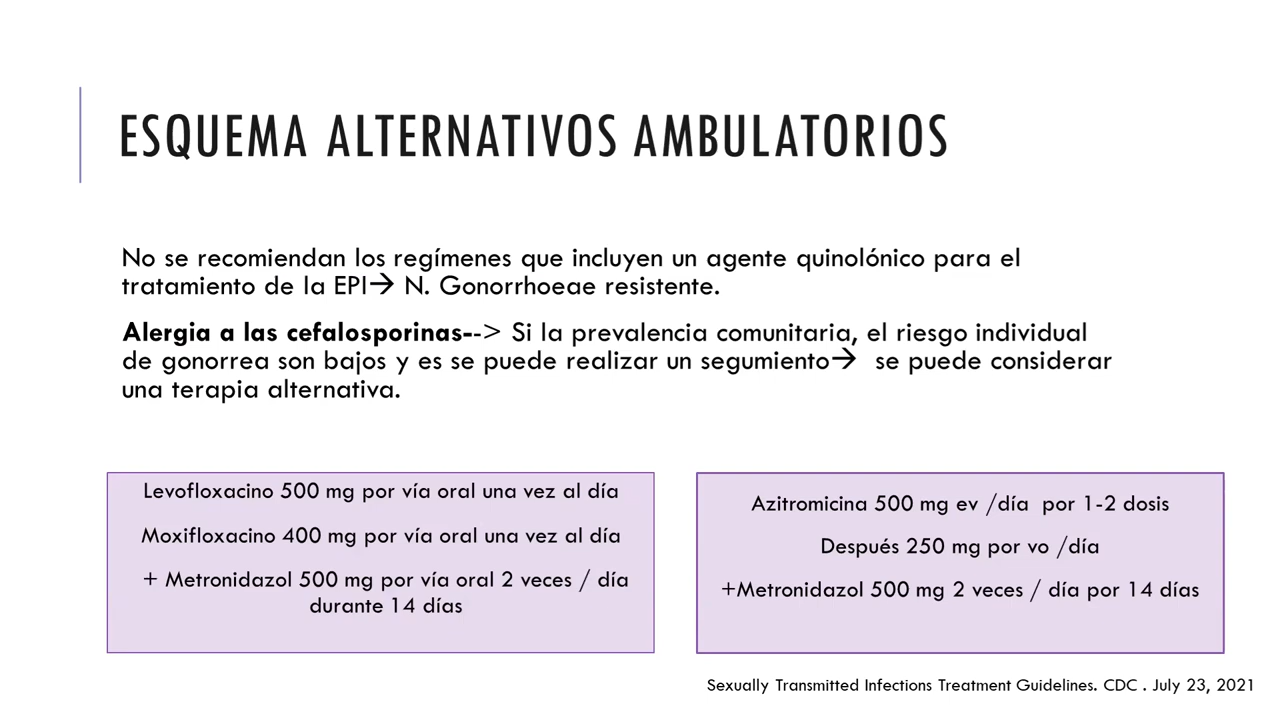 ESQUEMA ALTERNATIVOS AMBULATORIOS
No se recomiendan los regímenes que incluyen un agente quinolónico para el
tratamiento de la EPI→ N. Gonorrhoeae resistente.
Alergia a las cefalosporinas--> Si la prevalencia comunitaria, el riesgo individual
de gonorrea son bajos y es se puede realizar un segumiento→ se puede considerar
una terapia alternativa.
Levofloxacino 500 mg por vía oral una vez al día
Moxifloxacino 400 mg por vía oral una vez al día
+ Metronidazol 500 mg por vía oral 2 veces / día
durante 14 días
Azitromicina 500 mg ev /día por 1-2 dosis
Después 250 mg por vo /día
+Metronidazol 500 mg 2 veces / día por 14 días
Sexually Transmitted Infections Treatment Guidelines. CDC . July 23, 2021